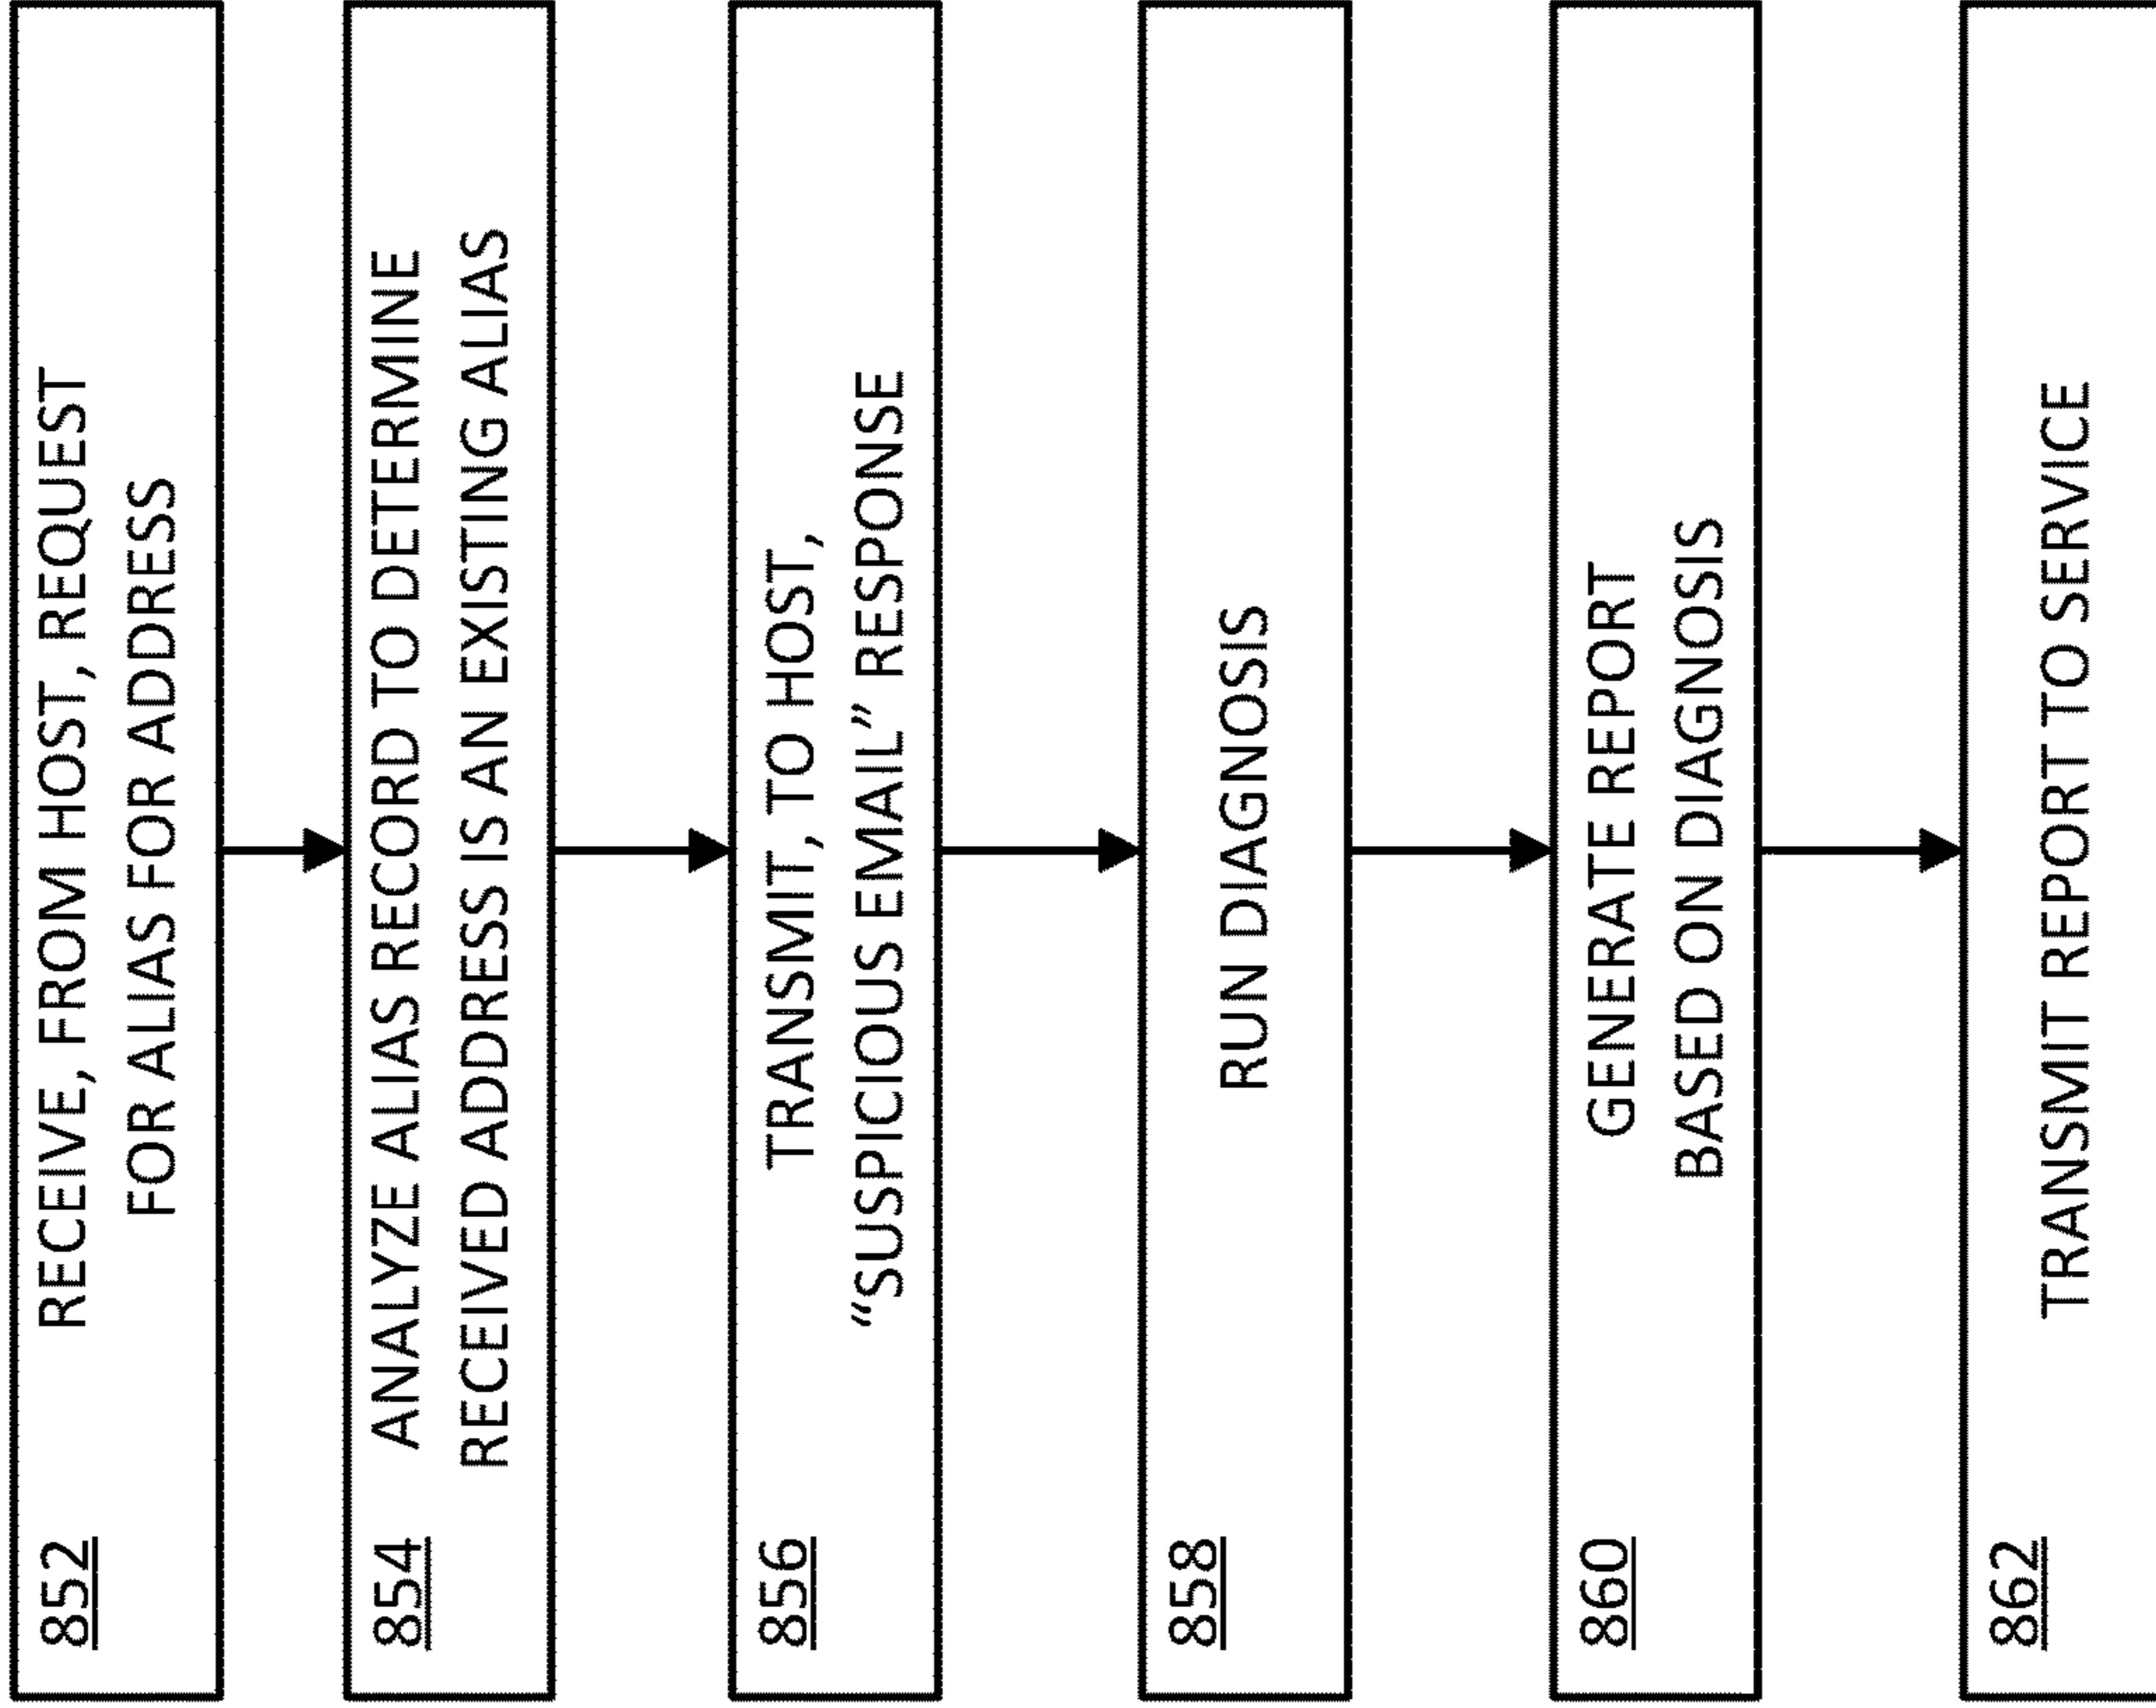 852
RECEIVE, FROM HOST, REQUEST
FOR ALIAS FOR ADDRESS
854
ANALYZE ALIAS RECORD TO DETERMINE
RECEIVED ADDRESS IS AN EXISTING ALIAS
856
TRANSMIT, TO HOST,
“SUSPICIOUS EMAIL” RESPONSE
858
RUN DIAGNOSIS
860
GENERATE REPORT
BASED ON DIAGNOSIS
862
TRANSMIT REPORT TO SERVICE